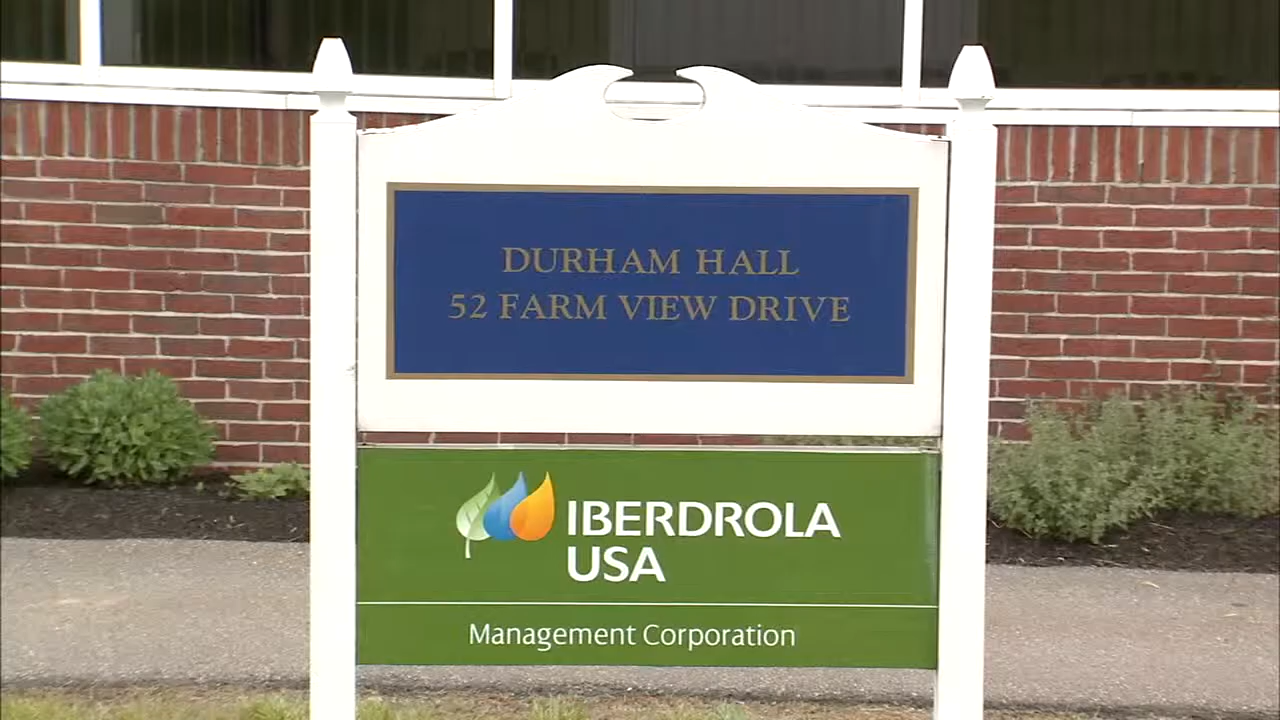 DURHAM HALL
52 FARM VIEW DRIVE
IBERDROLA
USA
Management Corporation